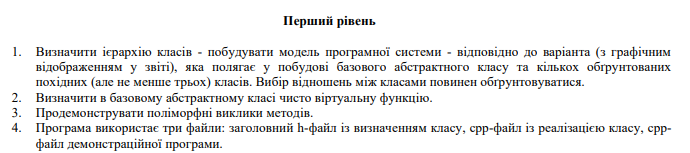 Перший рівень
1. Визначити ієрархію класів - побудувати модель програмної системи - відповідно до варіанта (з графічним
відображенням у звіті), яка полягає у побудові базового абстрактного класу та кількох обґрунтованих
похідних (але не менше трьох) класів. Вибір відношень між класами повинен обґрунтовуватися.
2. Визначити в базовому абстрактному класі чисто віртуальну функцію.
3. Продемонструвати поліморфні виклики методів.
4. Програма використає три файли: заголовний h-файл із визначенням класу, cpp-файл із реалізацією класу, cpp-
файл демонстраційної програми.